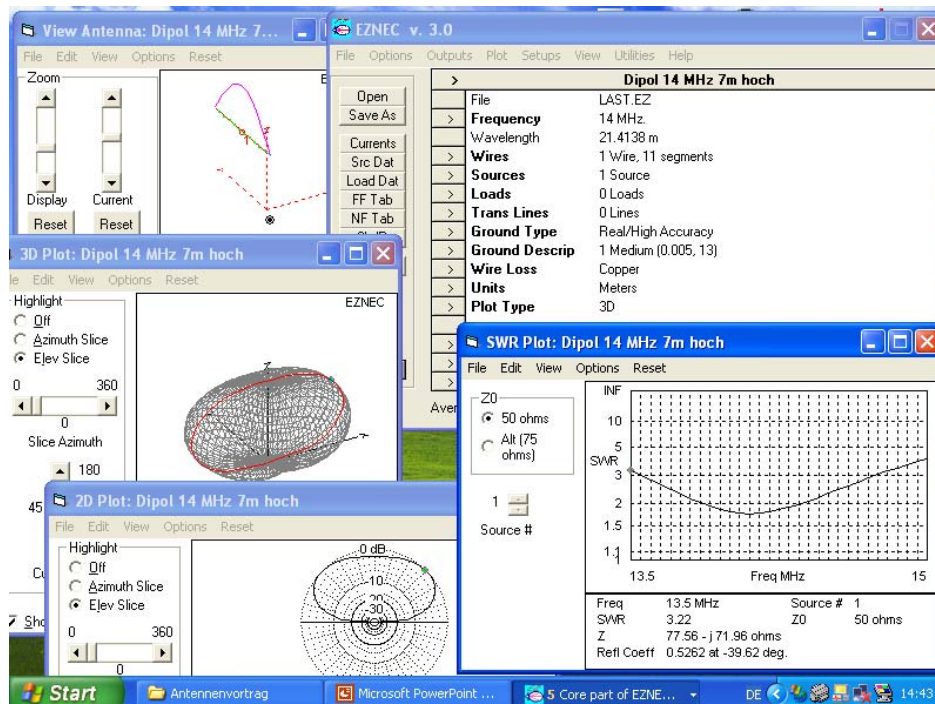 View Antenna: Dipol 14 MHz 7...
File Edit View Options Reset
Zoom
Display Current
Reset Reset
EZNEC v. 3.0
File Options Outputs Plot Setups View Utilities Help
Open
Save As
Currents
Src Dat
Load Dat
FF Tab
NF Tab
> Dipol 14 MHz 7m hoch
File LAST.EZ
> Frequency 14 MHz.
Wavelength 21.4138 m
> Wires 1 Wire, 11 segments
> Sources 1 Source
> Loads 0 Loads
> Trans Lines 0 Lines
> Ground Type Real/High Accuracy
> Ground Descrip 1 Medium (0.005, 13)
> Wire Loss Copper
> Units Meters
> Plot Type 3D
3D Plot: Dipol 14 MHz 7m hoch
Edit View Options Reset
Highlight
Off
Azimuth Slice
Elev Slice
0 360
0
Slice Azimuth
180
45
EZNEC
SWR Plot: Dipol 14 MHz 7m hoch
File Edit View Options Reset
Z0
50 ohms
Alt (75
ohms)
1
Source #
INF
10
5
SWR
3
2
1.5
1.1
1
13.5 Freq MHz 15
Freq 13.5 MHz Source # 1
SWR 3.22 Z0 50 ohms
Z 77.56 - j 71.96 ohms
Refl Coeff 0.5262 at -39.62 deg.
2D Plot: Dipol 14 MHz 7m hoch
File Edit View Options Reset
Highlight
Off
Azimuth Slice
Elev Slice
0 360
0
0 dB
-10
-20
-30
Start Antennenvortrag Microsoft PowerPoint ... 5 Core part of EZNE... DE 14:43